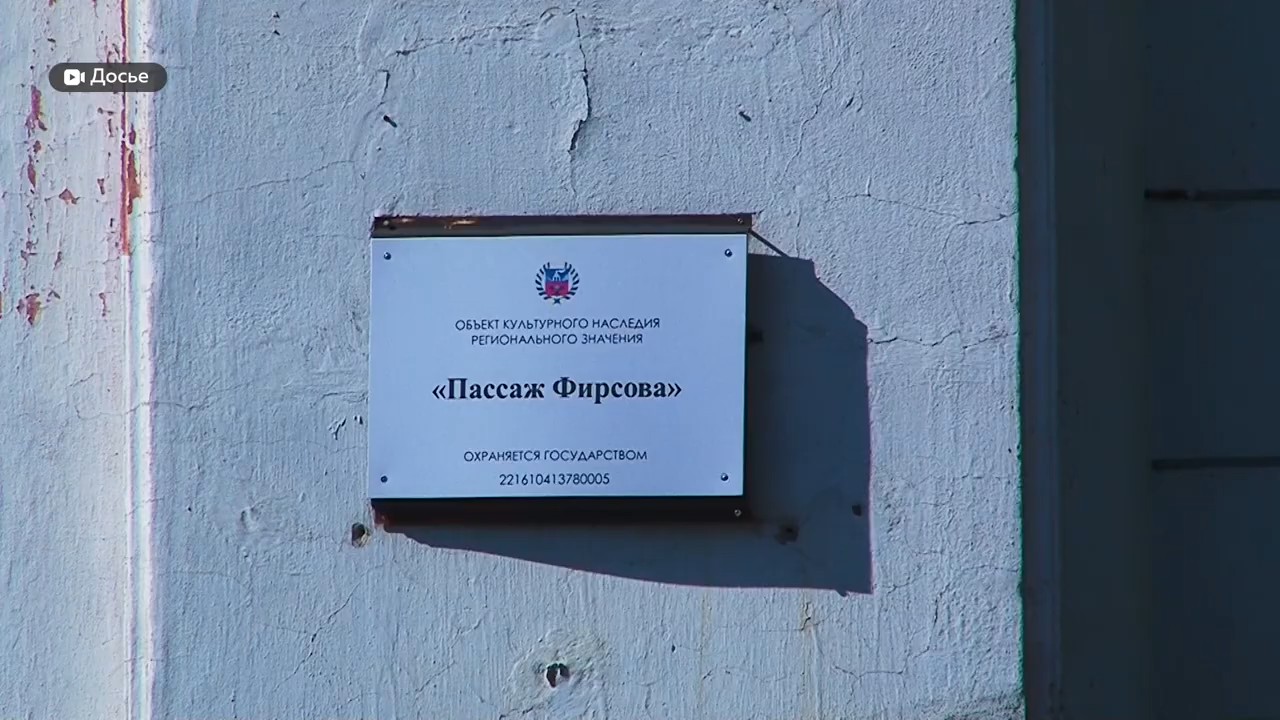 Досье
ОБЪЕКТ КУЛЬТУРНОГО НАСЛЕДИЯ
РЕГИОНАЛЬНОГО ЗНАЧЕНИЯ
«Пассаж Фирсова»
ОХРАНЯЕТСЯ ГОСУДАРСТВОМ
221610413780005